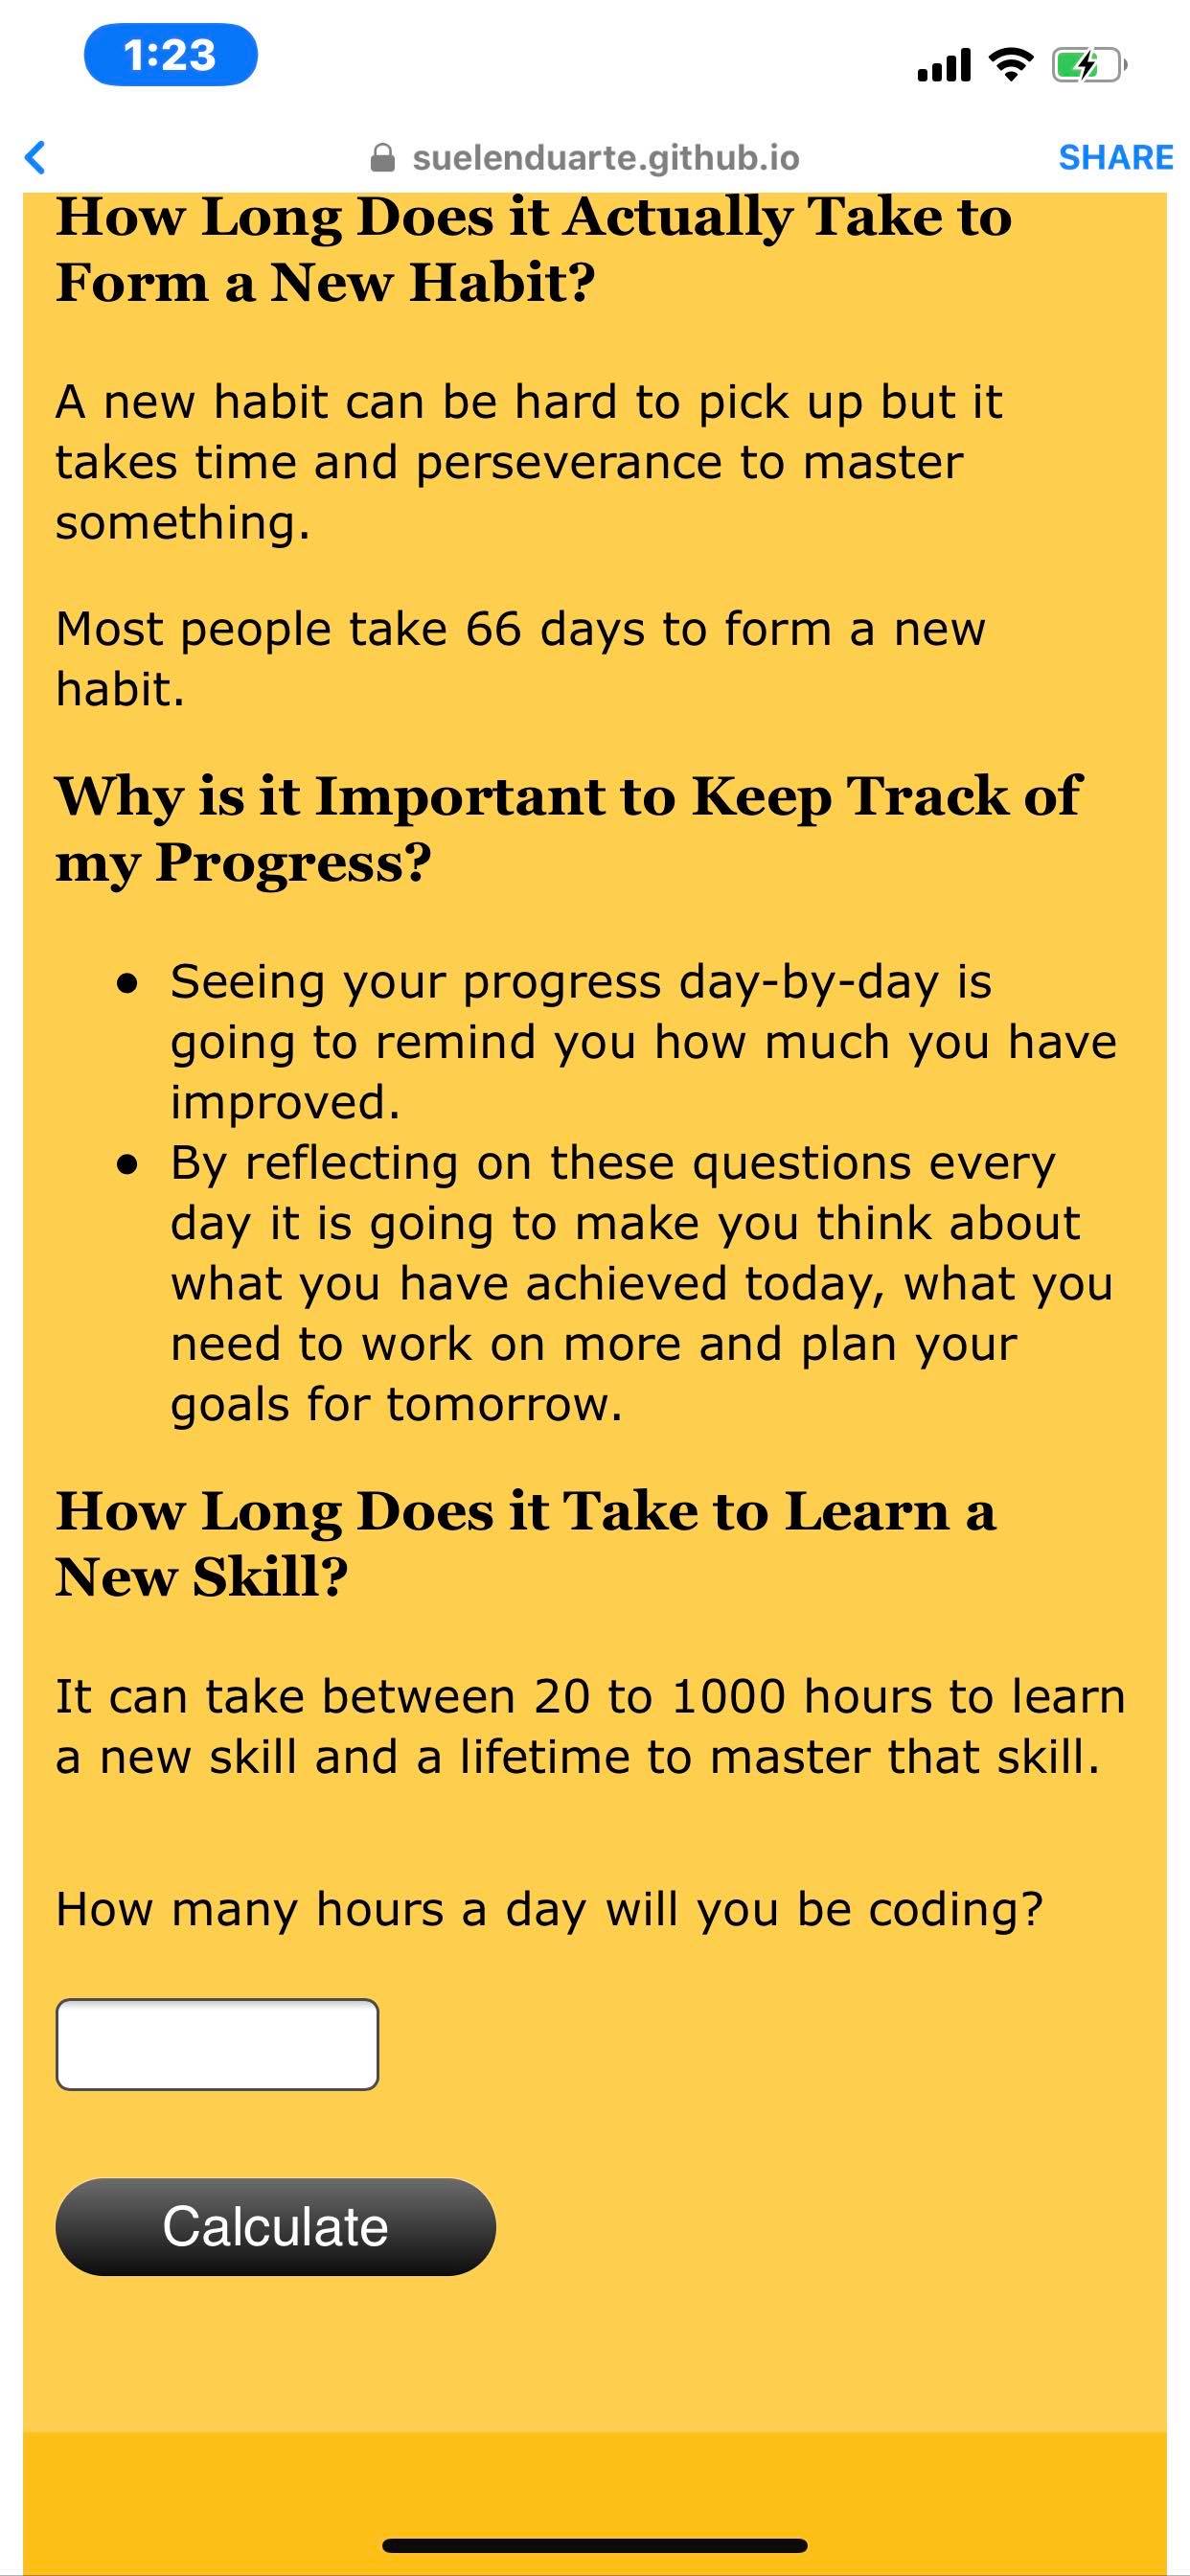 1:23
suelenduarte.github.io
SHARE
How Long Does it Actually Take to
Form a New Habit?
A new habit can be hard to pick up but it
takes time and perseverance to master
something.
Most people take 66 days to form a new
habit.
Why is it Important to Keep Track of
my Progress?
• Seeing your progress day-by-day is
going to remind you how much you have
improved.
• By reflecting on these questions every
day it is going to make you think about
what you have achieved today, what you
need to work on more and plan your
goals for tomorrow.
How Long Does it Take to Learn a
New Skill?
It can take between 20 to 1000 hours to learn
a new skill and a lifetime to master that skill.
How many hours a day will you be coding?
Calculate